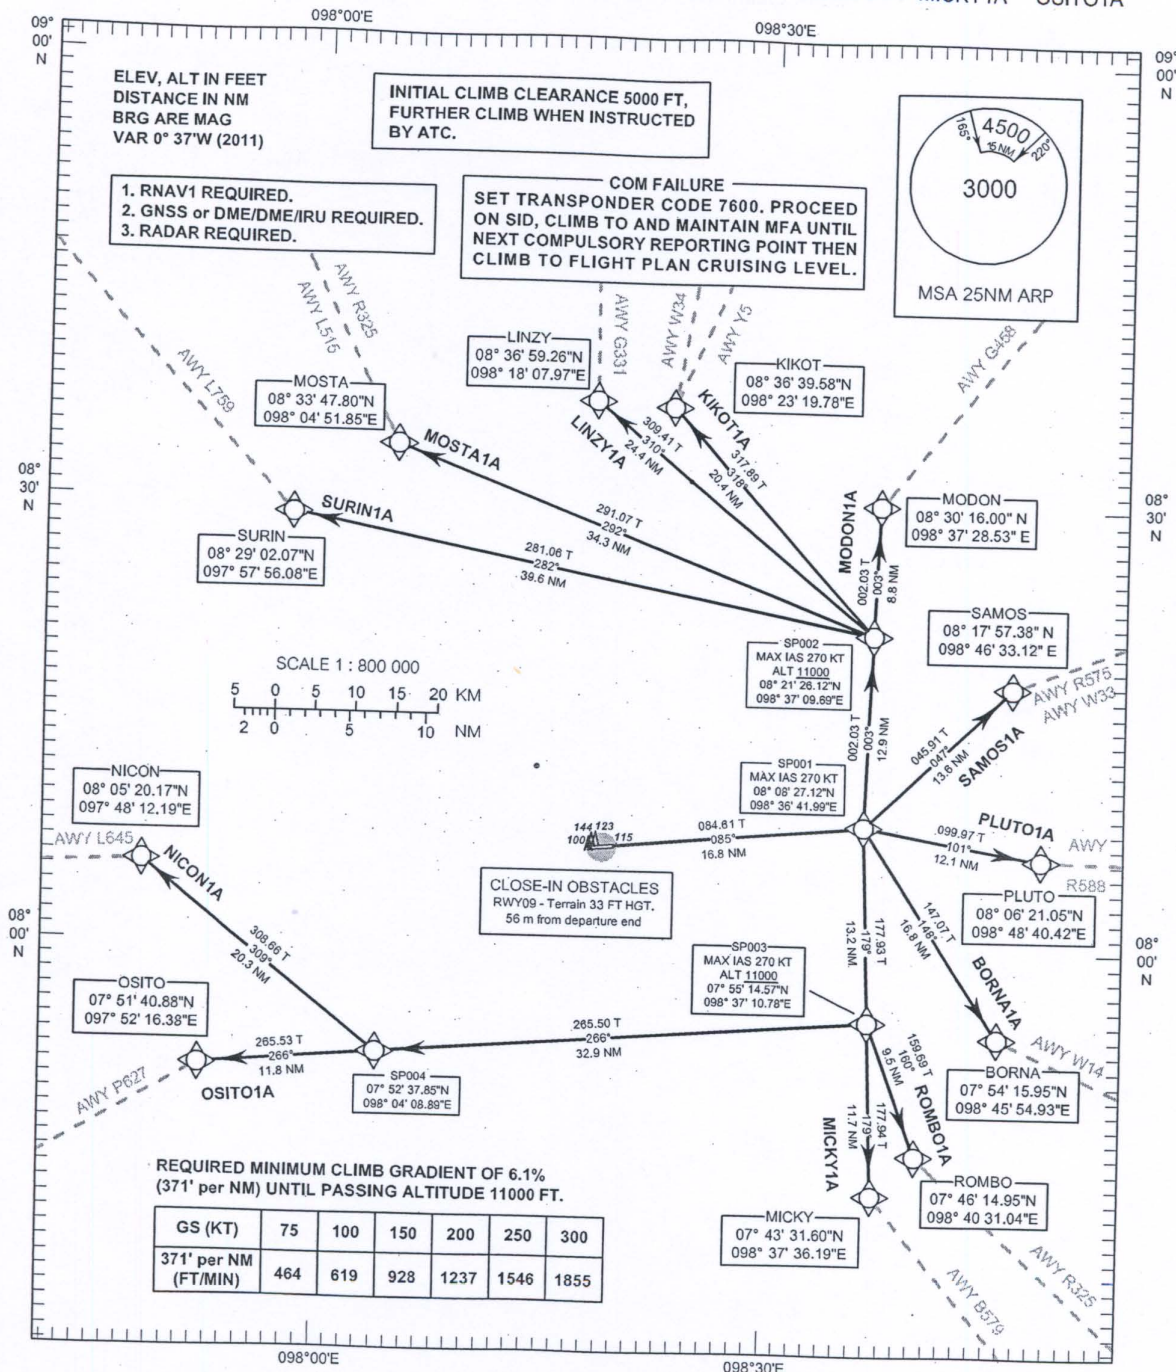 OSITO1A
098° 00'E
098° 30'E
09°
00'
N
09°
00'
N
ELEV, ALT IN FEET
DISTANCE IN NM
BRG ARE MAG
VAR 0° 37'W (2011)
INITIAL CLIMB CLEARANCE 5000 FT,
FURTHER CLIMB WHEN INSTRUCTED
BY ATC.
165°
4500
15 NM
220°
3000
MSA 25NM ARP
1. RNAV1 REQUIRED.
2. GNSS or DME/DME/IRU REQUIRED.
3. RADAR REQUIRED.
COM FAILURE
SET TRANSPONDER CODE 7600. PROCEED
ON SID, CLIMB TO AND MAINTAIN MFA UNTIL
NEXT COMPULSORY REPORTING POINT THEN
CLIMB TO FLIGHT PLAN CRUISING LEVEL.
AWY L759
AWY L515
AWY R325
AWY G331
AWY W34
AWY Y5
AWY G458
LINZY
08° 36' 59.26"N
098° 18' 07.97"E
KIKOT
08° 36' 39.58"N
098° 23' 19.78"E
MOSTA
08° 33' 47.80"N
098° 04' 51.85"E
MOSTA1A
LINZY1A
309.41 T
310°
24.4 NM
KIKOT1A
317.89 T
318°
20.4 NM
08°
30'
N
08°
30'
N
SURIN1A
SURIN
08° 29' 02.07"N
097° 57' 56.08"E
291.07 T
292°
34.3 NM
281.06 T
282°
39.6 NM
MODON1A
002.03 T
003°
8.8 NM
MODON
08° 30' 16.00" N
098° 37' 28.53" E
SAMOS
08° 17' 57.38" N
098° 46' 33.12" E
SP002
MAX IAS 270 KT
ALT 11000
08° 21' 26.12"N
098° 37' 09.69"E
SCALE 1 : 800 000
5 0 5 10 15 20 KM
2 0 5 10 NM
AWY R575
AWY W33
002.03 T
003°
12.9 NM
045.91 T
047°
13.6 NM
SAMOS1A
NICON
08° 05' 20.17"N
097° 48' 12.19"E
AWY L645
NICON1A
SP001
MAX IAS 270 KT
08° 08' 27.12"N
098° 36' 41.99"E
144 123
100 115
084.61 T
085°
16.8 NM
PLUTO1A
099.97 T
101°
12.1 NM
AWY
R588
PLUTO
08° 06' 21.05"N
098° 48' 40.42"E
CLOSE-IN OBSTACLES
RWY09 - Terrain 33 FT HGT.
56 m from departure end
08°
00'
N
08°
00'
N
308.66 T
309°
20.3 NM
177.93 T
179°
13.2 NM
147.07 T
148°
16.8 NM
BORNA1A
SP003
MAX IAS 270 KT
ALT 11000
07° 55' 14.57"N
098° 37' 10.78"E
OSITO
07° 51' 40.88"N
097° 52' 16.38"E
265.53 T
266°
11.8 NM
265.50 T
266°
32.9 NM
AWY P627
OSITO1A
SP004
07° 52' 37.85"N
098° 04' 08.89"E
AWY W14
BORNA
07° 54' 15.95"N
098° 45' 54.93"E
159.69 T
160°
9.5 NM
ROMBO1A
177.94 T
179°
11.7 NM
MICKY1A
ROMBO
07° 46' 14.95"N
098° 40' 31.04"E
MICKY
07° 43' 31.60"N
098° 37' 36.19"E
AWY R325
AWY B579
REQUIRED MINIMUM CLIMB GRADIENT OF 6.1%
(371' per NM) UNTIL PASSING ALTITUDE 11000 FT.
GS (KT) 75 100 150 200 250 300
371' per NM
(FT/MIN) 464 619 928 1237 1546 1855
098° 00'E
098° 30'E